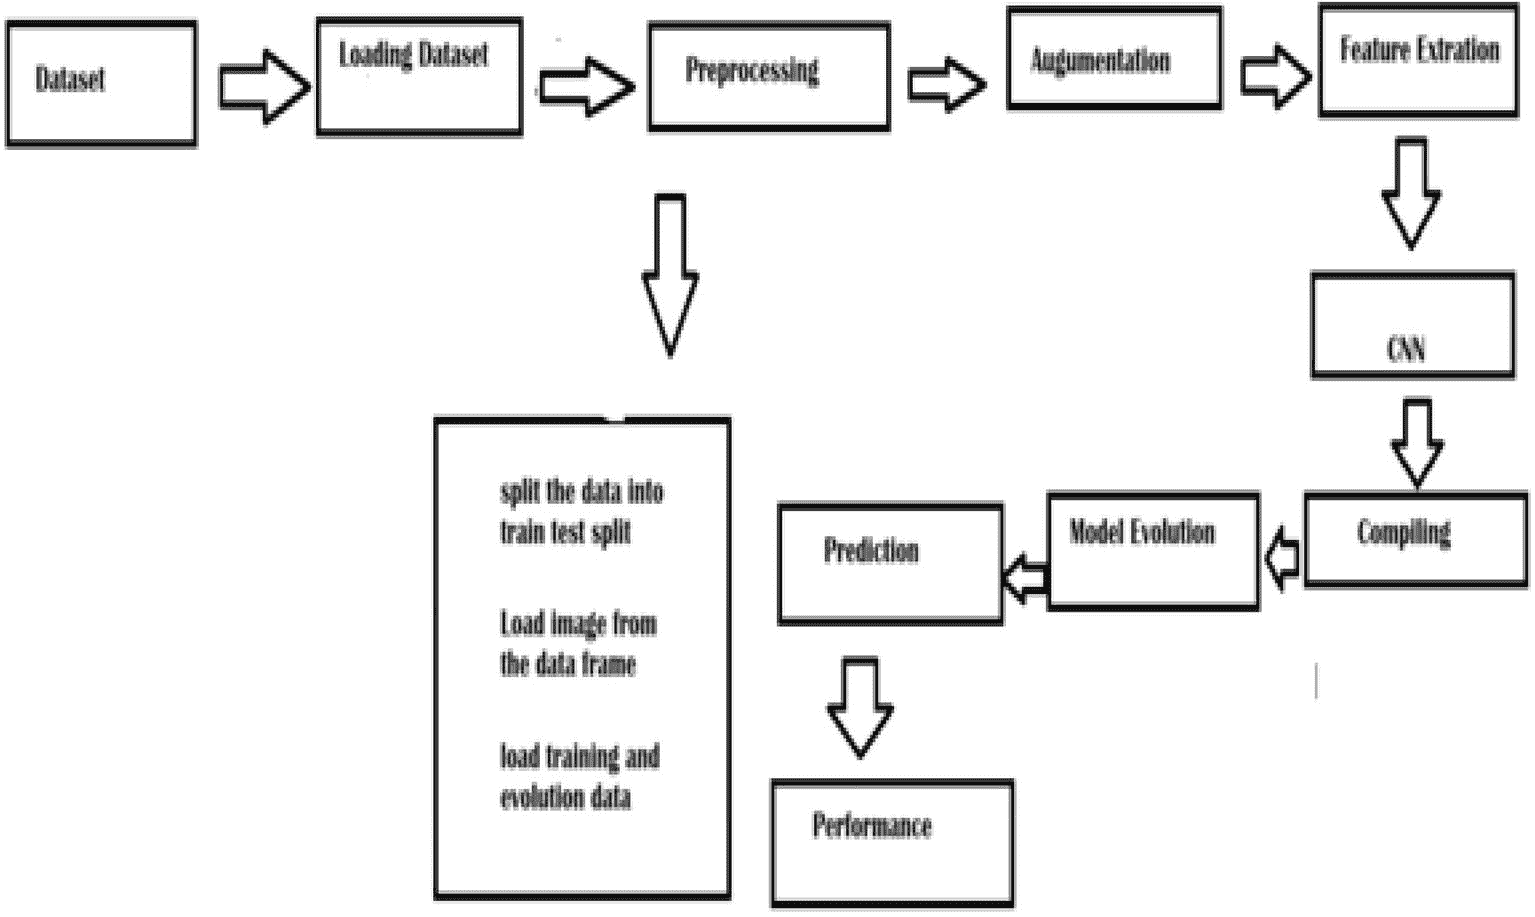 Dataset
Loading Dataset
Preprocessing
Augumentation
Feature Extration
CNN
Compiling
Model Evolution
Prediction
Performance
split the data into
train test split
Load image from
the data frame
load training and
evolution data